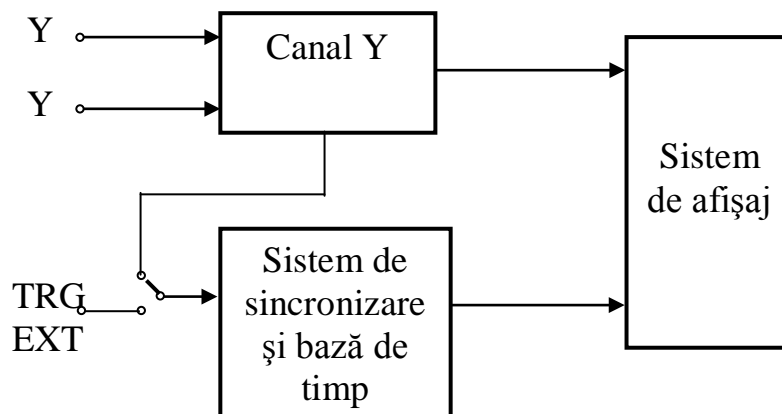 Y
Canal Y
Y
Sistem
de afişaj
TRG
EXT
Sistem de
sincronizare
şi bază de
timp